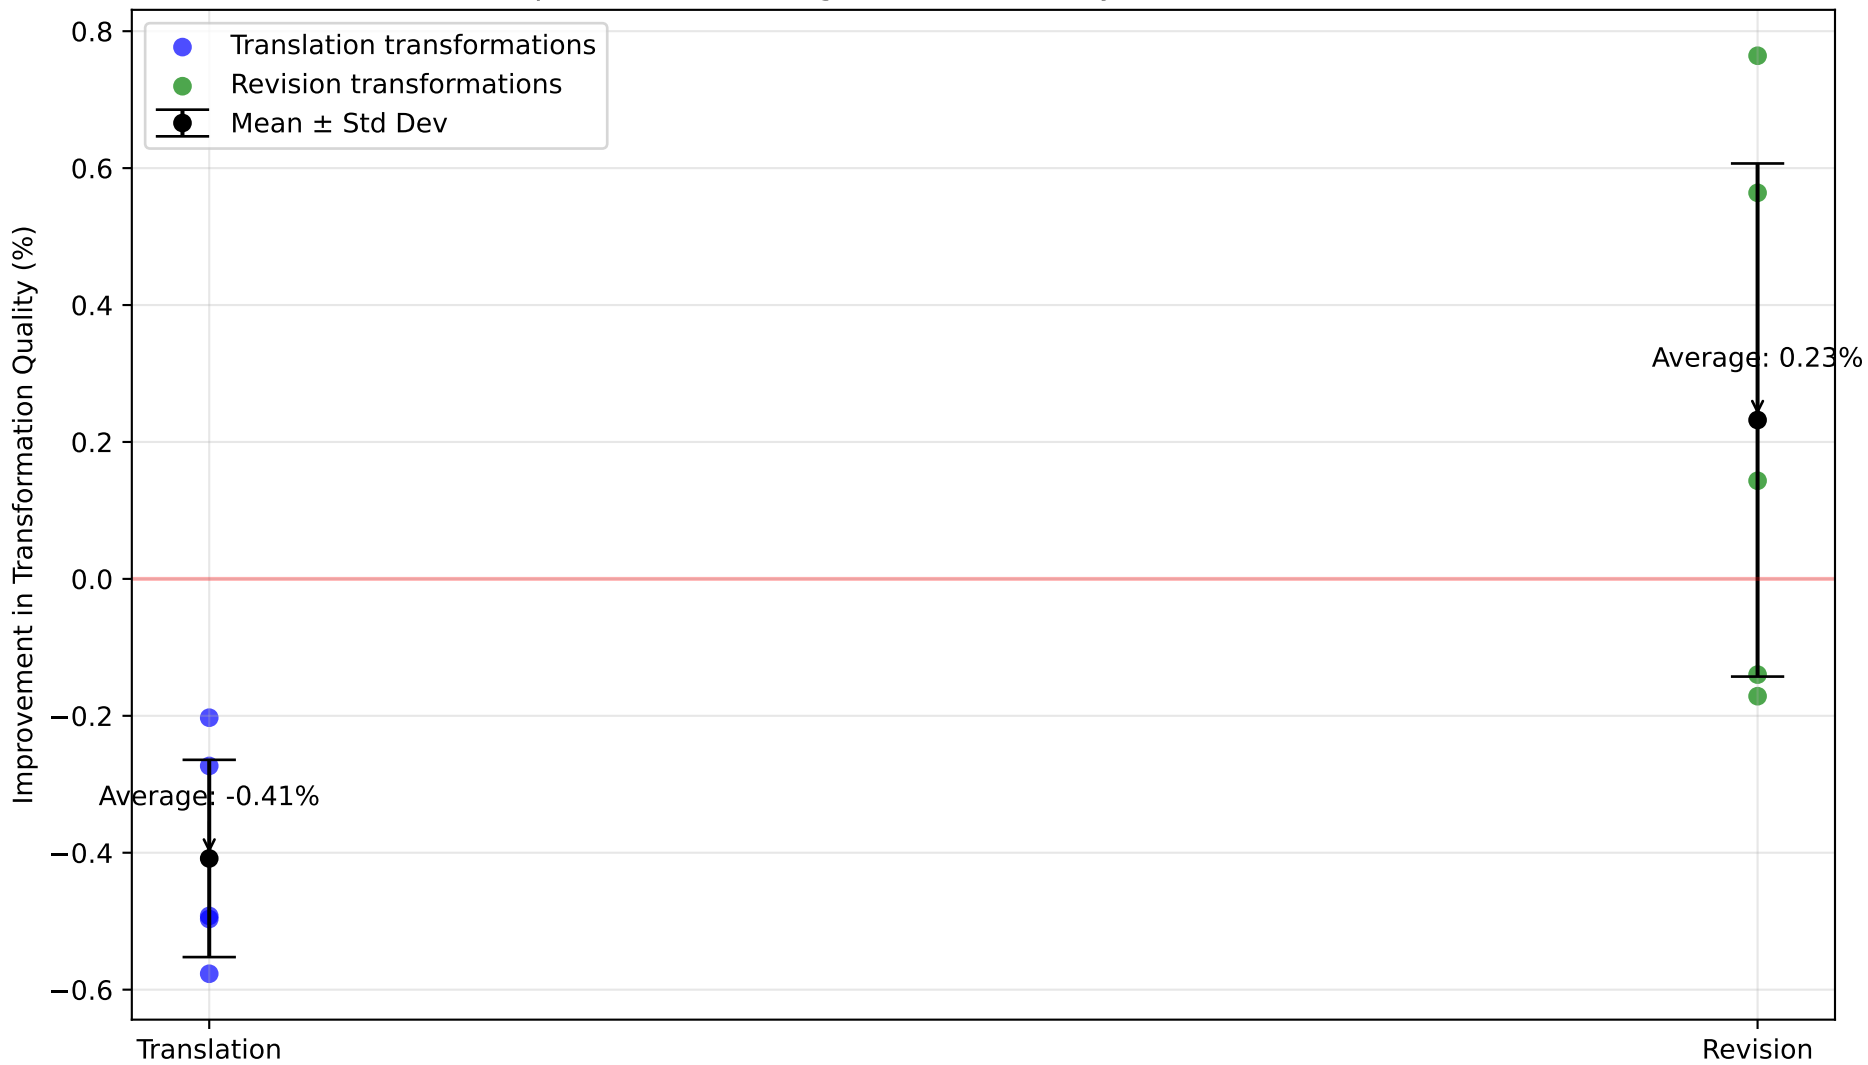 0.8
Translation transformations
Revision transformations
Mean ± Std Dev
0.6
0.4
Average: 0.23%
0.2
0.0
−0.2
Average: -0.41%
−0.4
−0.6
Improvement in Transformation Quality (%)
Translation
Revision